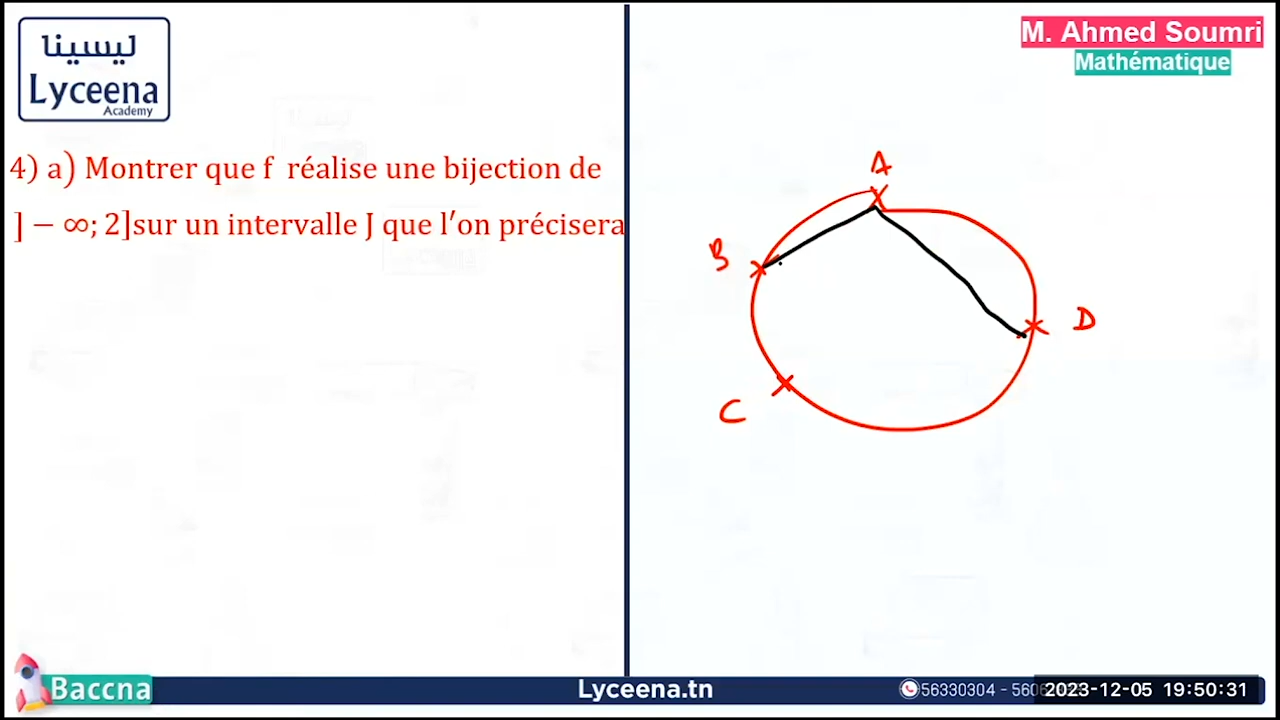 ليسينا
Lyceena
Academy
M. Ahmed Soumri
Mathématique
4) a) Montrer que f réalise une bijection de
]−∞; 2]sur un intervalle J que l'on précisera
A
B
D
C
Baccna
Lyceena.tn
56330304 - 560
2023-12-05 19:50:31